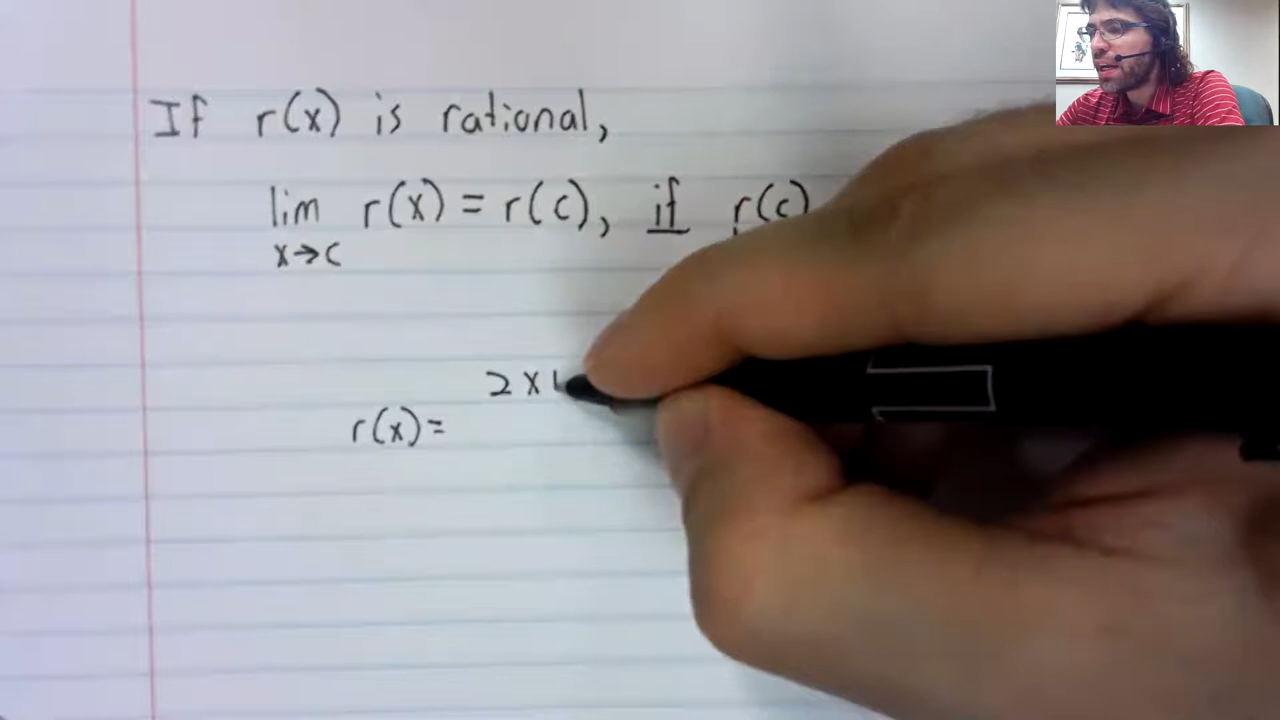 If r(x) is rational,
lim r(x) = r(c), if r(c)
x→c
2x
r(x)=